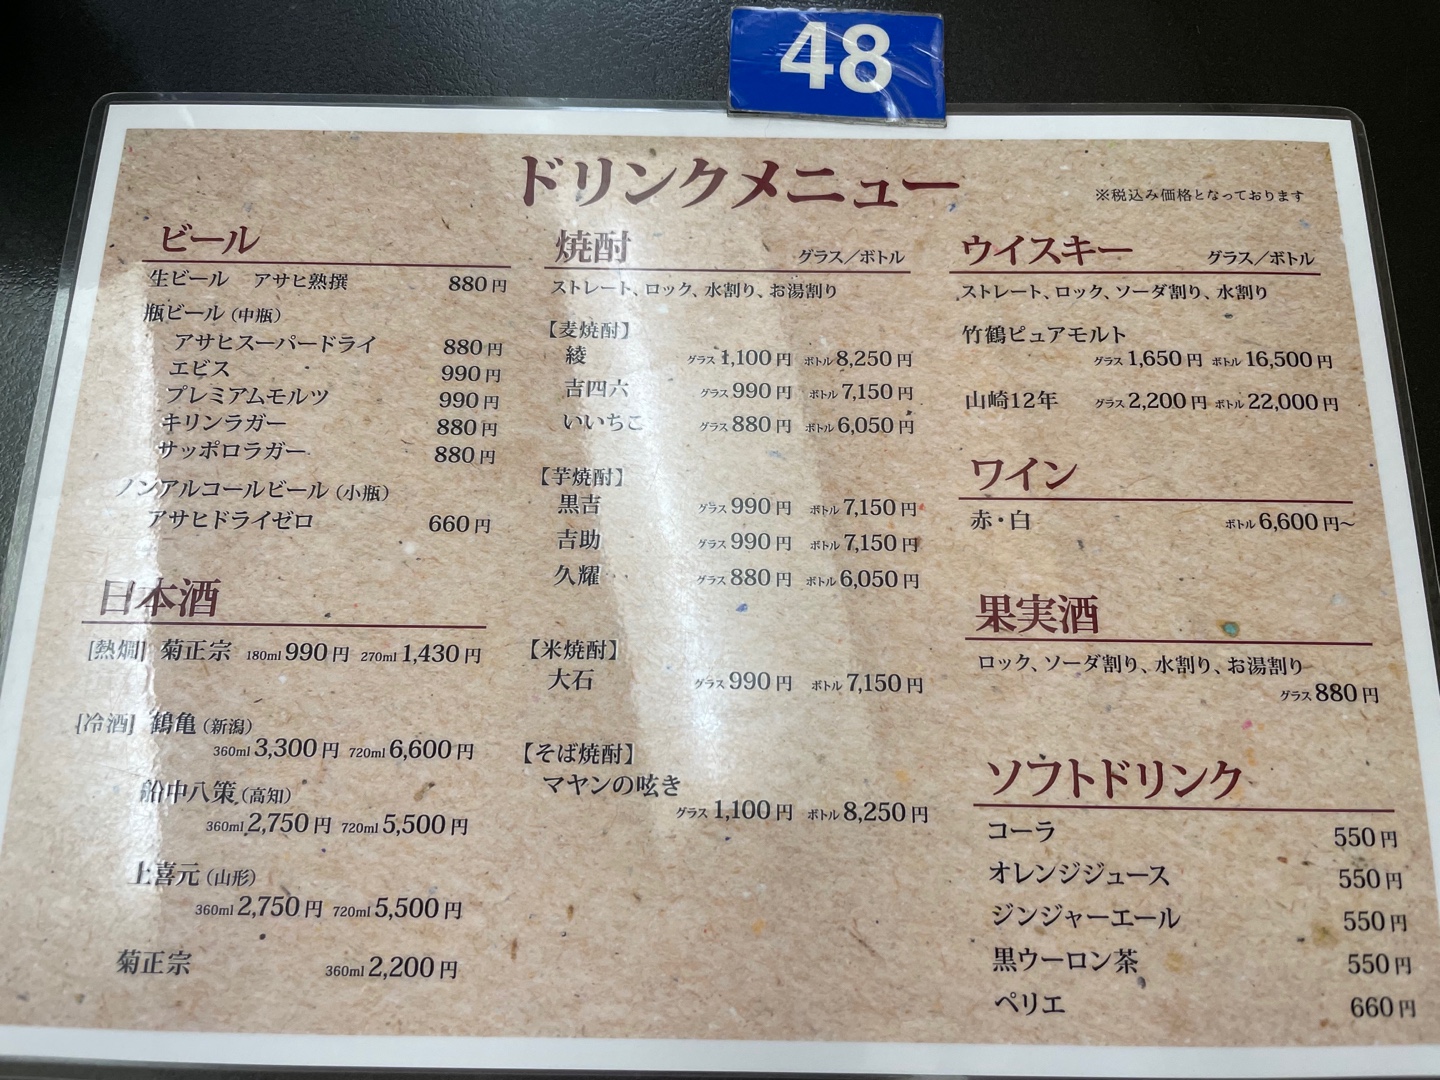 48
ドリンクメニュー
※税込み価格となっております
ビール
生ビール アサヒ熟撰 880円
瓶ビール（中瓶）
アサヒスーパードライ 880円
エビス 990円
プレミアムモルツ 990円
キリンラガー 880円
サッポロラガー 880円
ノンアルコールビール（小瓶）
アサヒドライゼロ 660円
日本酒
[熱燗] 菊正宗 180ml 990円 270ml 1,430円
[冷酒] 鶴亀（新潟）
360ml 3,300円 720ml 6,600円
船中八策（高知）
360ml 2,750円 720ml 5,500円
上喜元（山形）
360ml 2,750円 720ml 5,500円
菊正宗 360ml 2,200円
焼酎 グラス／ボトル
ストレート、ロック、水割り、お湯割り
【麦焼酎】
綾 グラス 1,100円 ボトル 8,250円
吉四六 グラス 990円 ボトル 7,150円
いいちこ グラス 880円 ボトル 6,050円
【芋焼酎】
黒吉 グラス 990円 ボトル 7,150円
吉助 グラス 990円 ボトル 7,150円
久耀 グラス 880円 ボトル 6,050円
【米焼酎】
大石 グラス 990円 ボトル 7,150円
【そば焼酎】
マヤンの呟き
グラス 1,100円 ボトル 8,250円
ウイスキー グラス／ボトル
ストレート、ロック、ソーダ割り、水割り
竹鶴ピュアモルト
グラス 1,650円 ボトル 16,500円
山崎12年 グラス 2,200円 ボトル 22,000円
ワイン
赤・白 ボトル 6,600円〜
果実酒
ロック、ソーダ割り、水割り、お湯割り
グラス 880円
ソフトドリンク
コーラ 550円
オレンジジュース 550円
ジンジャーエール 550円
黒ウーロン茶 550円
ペリエ 660円